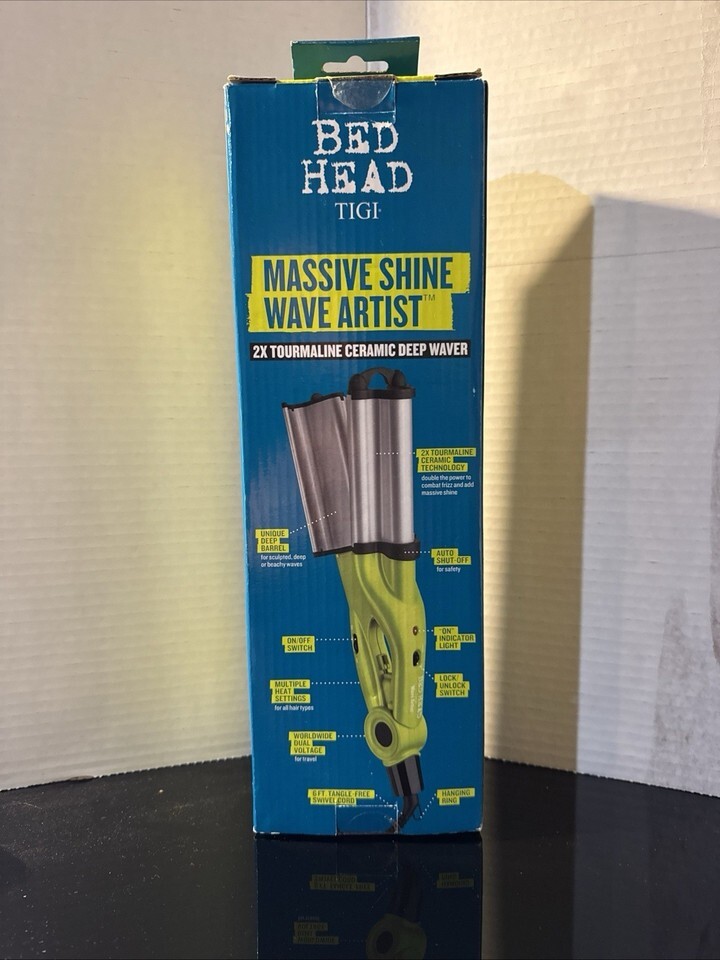 BED
HEAD
TIGI
MASSIVE SHINE
WAVE ARTIST™
2X TOURMALINE CERAMIC DEEP WAVER
2X TOURMALINE
CERAMIC
TECHNOLOGY
double the power to
combat frizz and add
massive shine
UNIQUE
DEEP
BARREL
for sculpted, deep
or beachy waves
AUTO
SHUT-OFF
for safety
ON/OFF
SWITCH
"ON"
INDICATOR
LIGHT
MULTIPLE
HEAT
SETTINGS
for all hair types
LOCK/
UNLOCK
SWITCH
WORLDWIDE
DUAL
VOLTAGE
for travel
6 FT. TANGLE-FREE
SWIVEL CORD
HANGING
RING